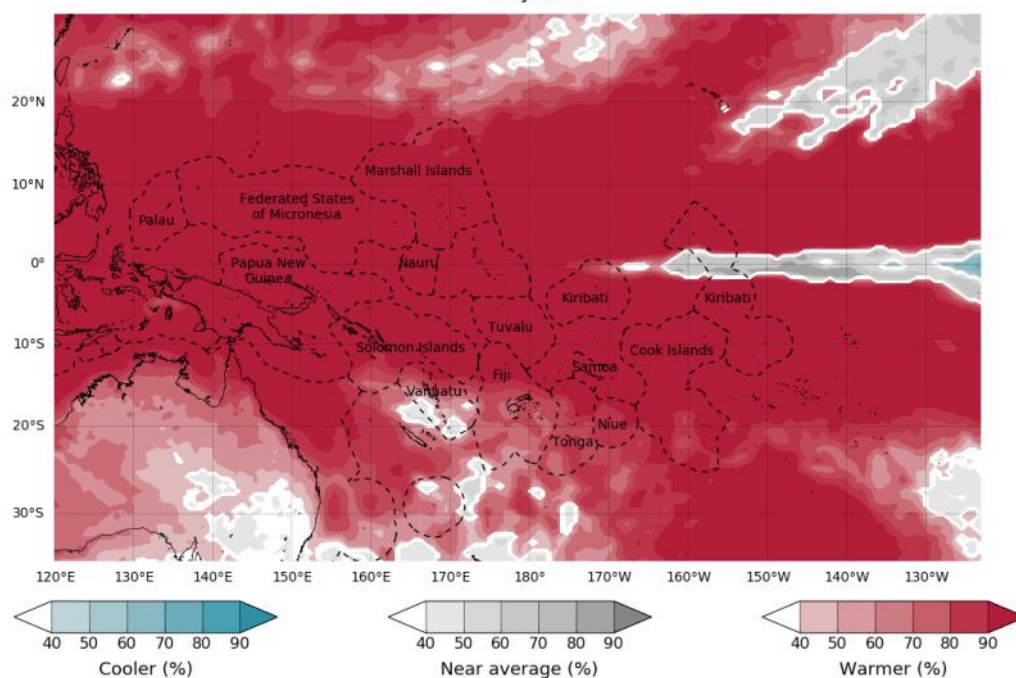 20°N
10°N
0°
10°S
20°S
30°S
Marshall Islands
Federated States
of Micronesia
Palau
Papua New
Guinea
Nauru
Kiribati
Kiribati
Tuvalu
Solomon Islands
Cook Islands
Samoa
Fiji
Vanuatu
Niue
Tonga
120°E 130°E 140°E 150°E 160°E 170°E 180° 170°W 160°W 150°W 140°W 130°W
40 50 60 70 80 90
Cooler (%)
40 50 60 70 80 90
Near average (%)
40 50 60 70 80 90
Warmer (%)